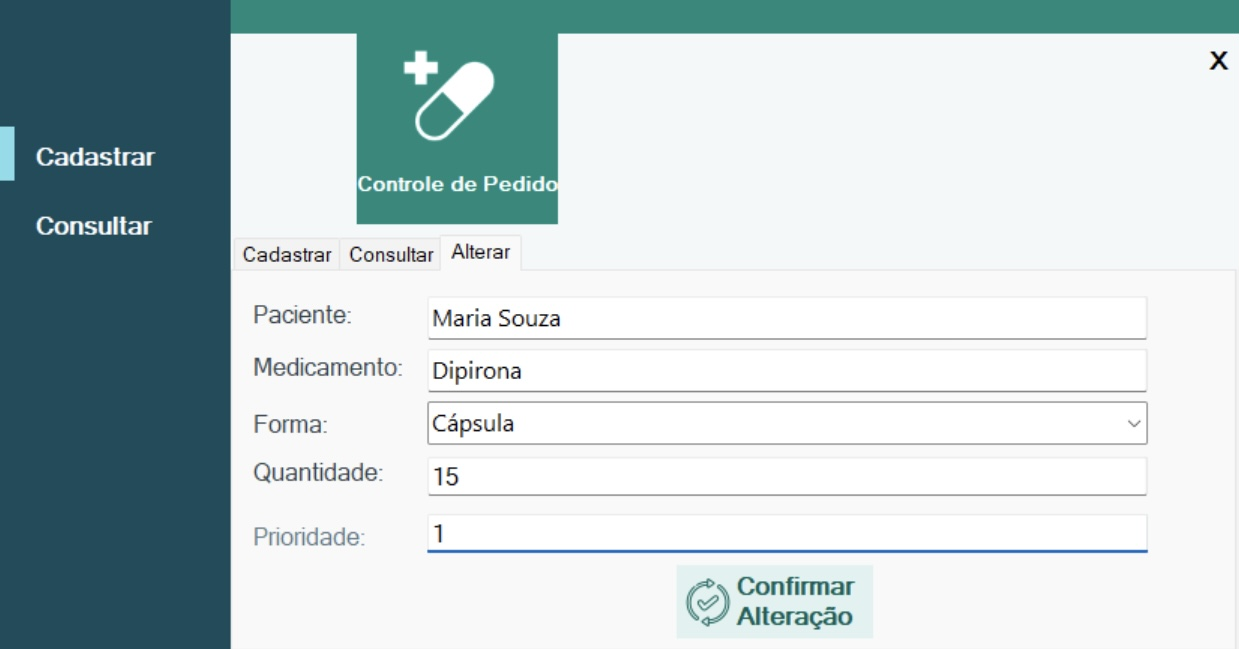 X
Cadastrar
Consultar
Controle de Pedido
Cadastrar Consultar Alterar
Paciente: Maria Souza
Medicamento: Dipirona
Forma: Cápsula
Quantidade: 15
Prioridade: 1
Confirmar
Alteração